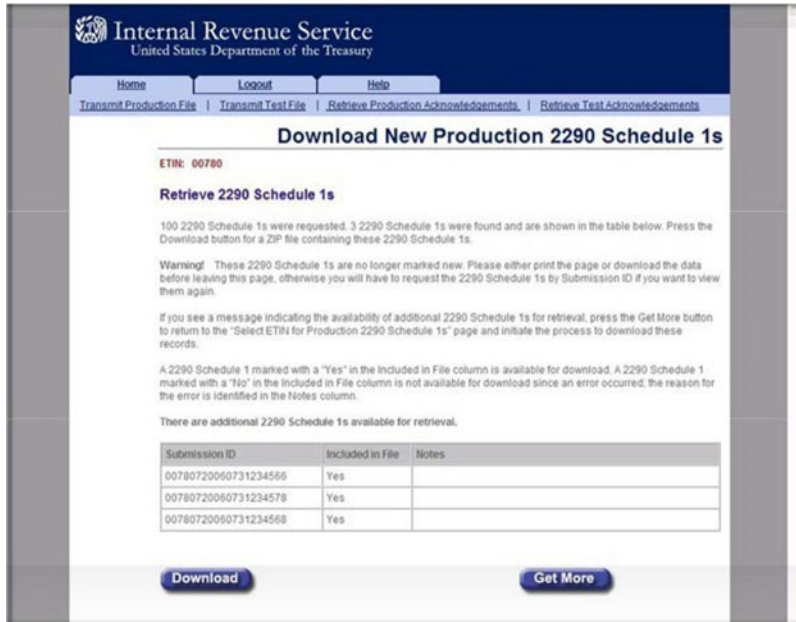 Internal Revenue Service
United States Department of the Treasury
Home
Logout
Help
Transmit Production File | Transmit Test File | Retrieve Production Acknowledgements | Retrieve Test Acknowledgements
Download New Production 2290 Schedule 1s
ETIN: 00780
Retrieve 2290 Schedule 1s
100 2290 Schedule 1s were requested. 3 2290 Schedule 1s were found and are shown in the table below. Press the
Download button for a ZIP file containing these 2290 Schedule 1s.
Warning! These 2290 Schedule 1s are no longer marked new. Please either print the page or download the data
before leaving this page, otherwise you will have to request the 2290 Schedule 1s by Submission ID if you want to view
them again.
If you see a message indicating the availability of additional 2290 Schedule 1s for retrieval, press the Get More button
to return to the "Select ETIN for Production 2290 Schedule 1s" page and initiate the process to download these
records.
A 2290 Schedule 1 marked with a "Yes" in the Included in File column is available for download. A 2290 Schedule 1
marked with a "No" in the Included in File column is not available for download since an error occurred; the reason for
the error is identified in the Notes column.
There are additional 2290 Schedule 1s available for retrieval.
Submission ID Included in File Notes
00780720060731234566 Yes
00780720060731234578 Yes
00780720060731234568 Yes
Download
Get More